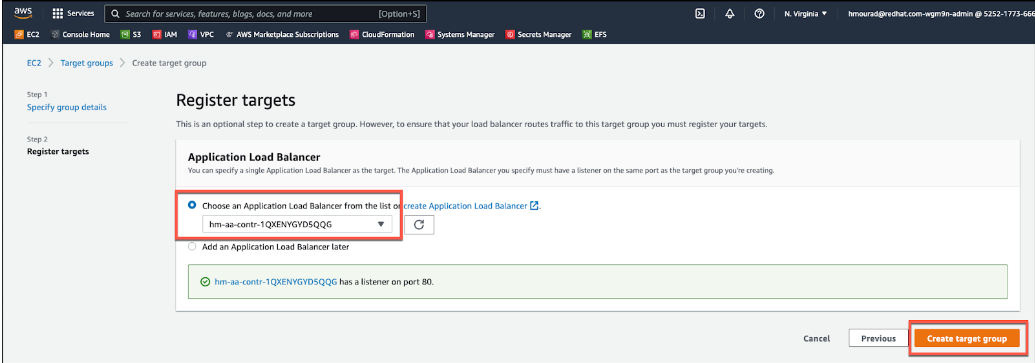 aws Services Search for services, features, blogs, docs, and more [Option+S] N. Virginia hmourad@redhat.com-wgm9n-admin @ 5252-1773-666
EC2 Console Home S3 IAM VPC AWS Marketplace Subscriptions CloudFormation Systems Manager Secrets Manager EFS
EC2 > Target groups > Create target group
Step 1
Specify group details
Step 2
Register targets
Register targets
This is an optional step to create a target group. However, to ensure that your load balancer routes traffic to this target group you must register your targets.
Application Load Balancer
You can specify a single Application Load Balancer as the target. The Application Load Balancer you specify must have a listener on the same port as the target group you're creating.
Choose an Application Load Balancer from the list or create Application Load Balancer.
hm-aa-contr-1QXENYGYD5QQG
Add an Application Load Balancer later
hm-aa-contr-1QXENYGYD5QQG has a listener on port 80.
Cancel Previous Create target group